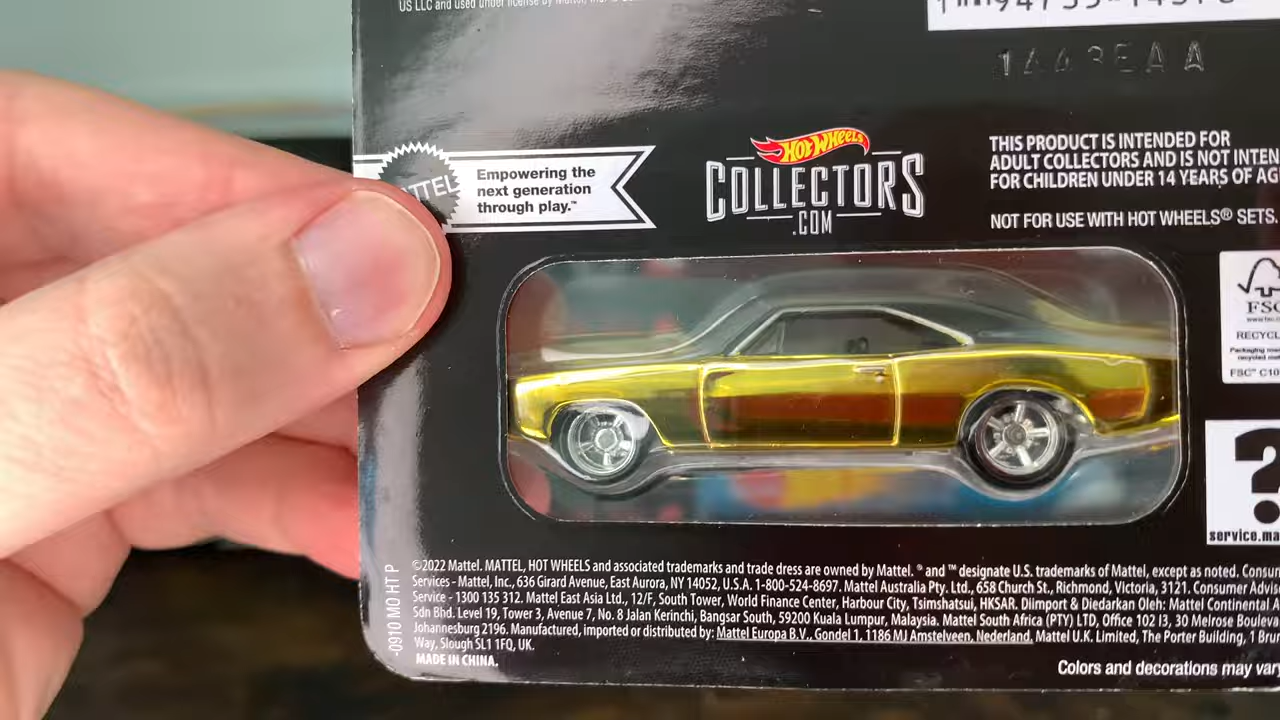 US LLC and used under license by Mattel, Inc.
1443EAA
MATTEL
Empowering the
next generation
through play.™
HOT WHEELS
COLLECTORS
.COM
THIS PRODUCT IS INTENDED FOR
ADULT COLLECTORS AND IS NOT INTEN
FOR CHILDREN UNDER 14 YEARS OF AG
NOT FOR USE WITH HOT WHEELS® SETS.
FSC
RECYCL
FSC™ C10
?
service.ma
-0910 MO HT P
©2022 Mattel. MATTEL, HOT WHEELS and associated trademarks and trade dress are owned by Mattel. ® and ™ designate U.S. trademarks of Mattel, except as noted. Consum
Services - Mattel, Inc., 636 Girard Avenue, East Aurora, NY 14052, U.S.A. 1-800-524-8697. Mattel Australia Pty. Ltd., 658 Church St., Richmond, Victoria, 3121. Consumer Advis
Service - 1300 135 312. Mattel East Asia Ltd., 12/F, South Tower, World Finance Center, Harbour City, Tsimshatsui, HKSAR. Diimport & Diedarkan Oleh: Mattel Continental A
Sdn Bhd. Level 19, Tower 3, Avenue 7, No. 8 Jalan Kerinchi, Bangsar South, 59200 Kuala Lumpur, Malaysia. Mattel South Africa (PTY) LTD, Office 102 I3, 30 Melrose Bouleva
Johannesburg 2196. Manufactured, imported or distributed by: Mattel Europa B.V., Gondel 1, 1186 MJ Amstelveen, Nederland. Mattel U.K. Limited, The Porter Building, 1 Brun
Way, Slough SL1 1FQ, UK.
MADE IN CHINA.
Colors and decorations may vary